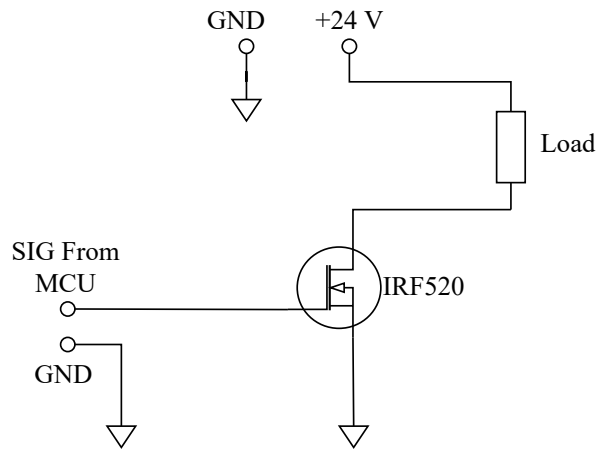 GND
+24 V
Load
SIG From
MCU
IRF520
GND